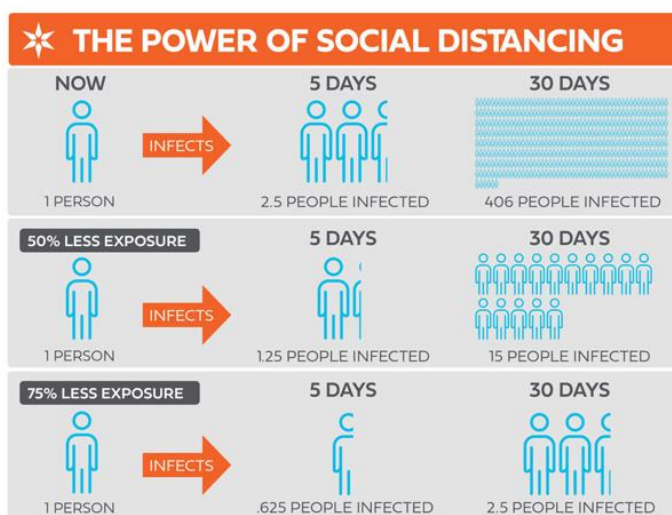 THE POWER OF SOCIAL DISTANCING
NOW
5 DAYS
30 DAYS
INFECTS
1 PERSON
2.5 PEOPLE INFECTED
406 PEOPLE INFECTED
50% LESS EXPOSURE
5 DAYS
30 DAYS
INFECTS
1 PERSON
1.25 PEOPLE INFECTED
15 PEOPLE INFECTED
75% LESS EXPOSURE
5 DAYS
30 DAYS
INFECTS
1 PERSON
.625 PEOPLE INFECTED
2.5 PEOPLE INFECTED